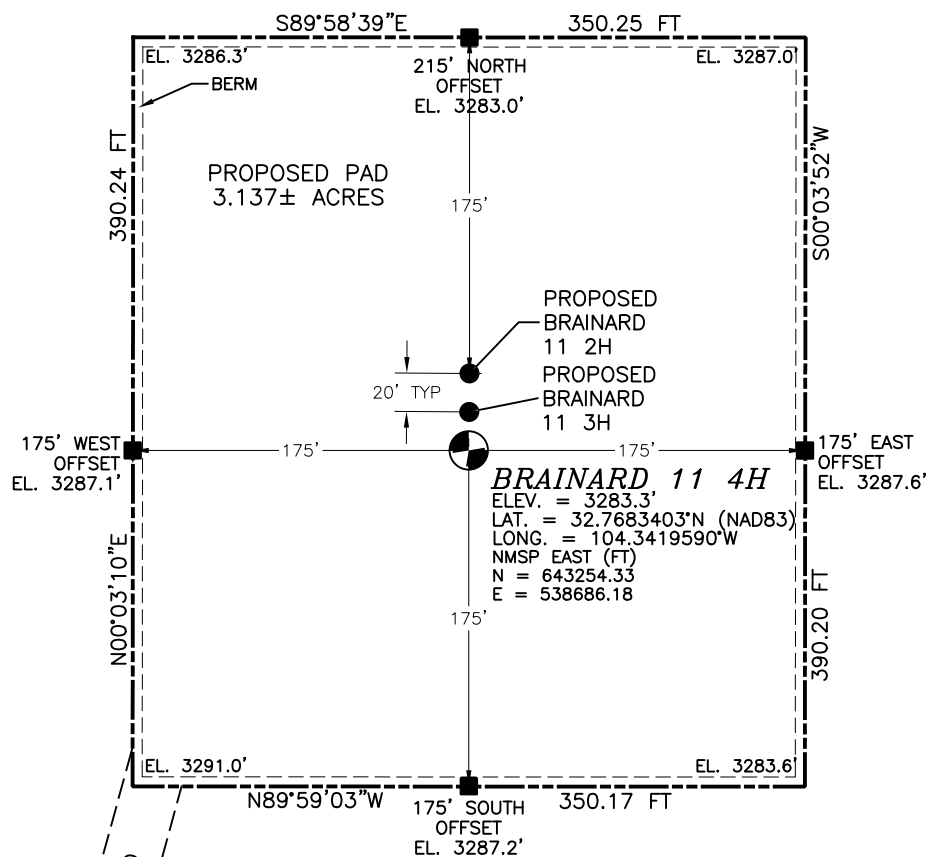 S89°58'39"E 350.25 FT
EL. 3286.3'
EL. 3287.0'
BERM
215' NORTH
OFFSET
EL. 3283.0'
390.24 FT
S00°03'52"W
PROPOSED PAD
3.137± ACRES
175'
PROPOSED
BRAINARD
11 2H
20' TYP
PROPOSED
BRAINARD
11 3H
175' WEST
OFFSET
EL. 3287.1'
175'
175'
175' EAST
OFFSET
EL. 3287.6'
BRAINARD 11 4H
ELEV. = 3283.3'
LAT. = 32.7683403°N (NAD83)
LONG. = 104.3419590°W
NMSP EAST (FT)
N = 643254.33
E = 538686.18
N00°03'10"E
390.20 FT
175'
EL. 3291.0'
EL. 3283.6'
N89°59'03"W 350.17 FT
175' SOUTH
OFFSET
EL. 3287.2'